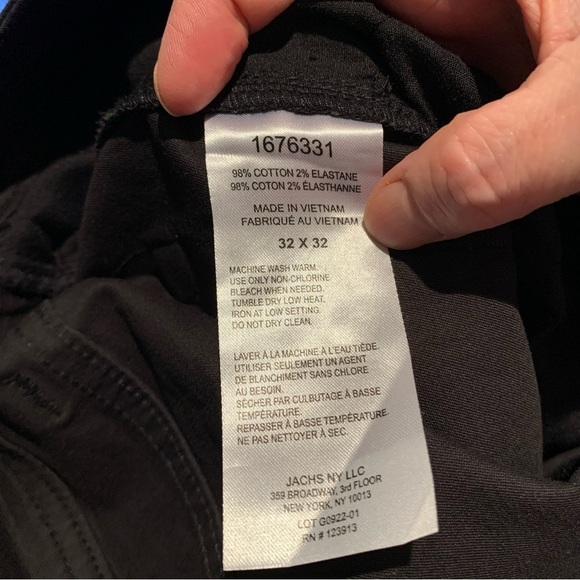 1676331
98% COTTON 2% ELASTANE
98% COTON 2% ÉLASTHANNE
MADE IN VIETNAM
FABRIQUÉ AU VIETNAM
32 X 32
MACHINE WASH WARM.
USE ONLY NON-CHLORINE
BLEACH WHEN NEEDED.
TUMBLE DRY LOW HEAT.
IRON AT LOW SETTING.
DO NOT DRY CLEAN.
LAVER À LA MACHINE À L'EAU TIÈDE.
UTILISER SEULEMENT UN AGENT
DE BLANCHIMENT SANS CHLORE
AU BESOIN.
SÉCHER PAR CULBUTAGE À BASSE
TEMPÉRATURE.
REPASSER À BASSE TEMPÉRATURE.
NE PAS NETTOYER À SEC.
JACHS NY LLC
359 BROADWAY, 3rd FLOOR
NEW YORK, NY 10013
LOT G0922-01
RN # 123913